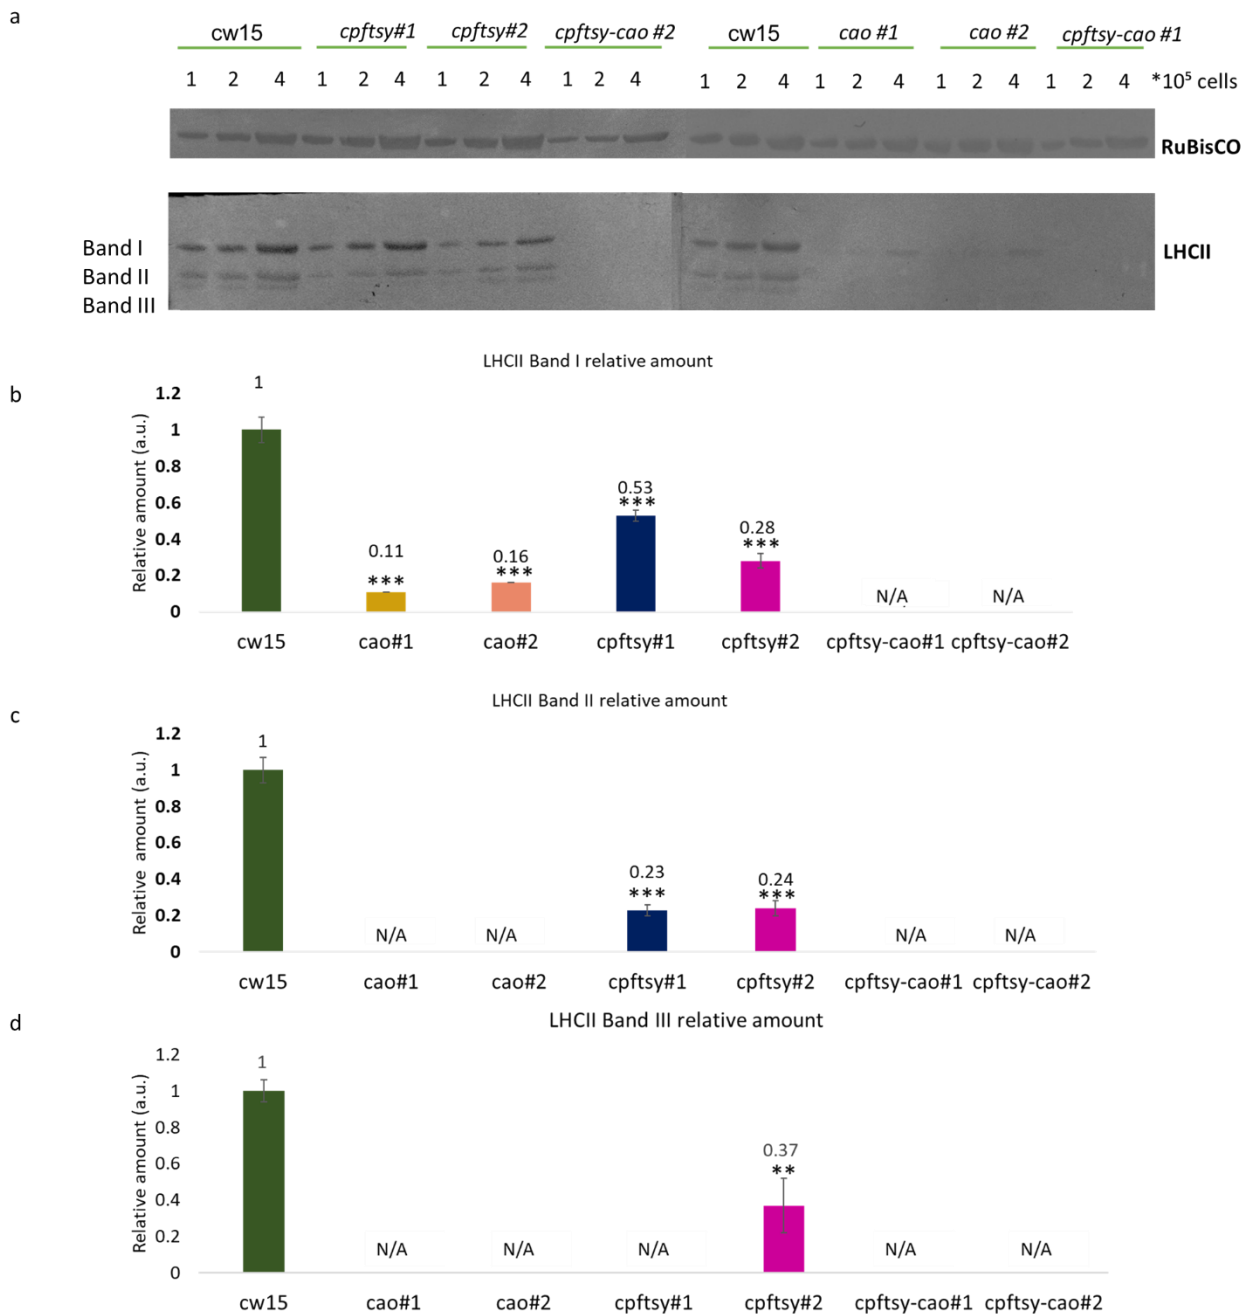 a
cw15 cpftsy#1 cpftsy#2 cpftsy-cao #2 cw15 cao #1 cao #2 cpftsy-cao #1
1 2 4 1 2 4 1 2 4 1 2 4 1 2 4 1 2 4 1 2 4 1 2 4 *10⁵ cells
RuBisCO
Band I
Band II
Band III
LHCII
b
LHCII Band I relative amount
Relative amount (a.u.)
1.2
1
0.8
0.6
0.4
0.2
0
1
0.11
***
0.16
***
0.53
***
0.28
***
N/A
N/A
cw15 cao#1 cao#2 cpftsy#1 cpftsy#2 cpftsy-cao#1 cpftsy-cao#2
c
LHCII Band II relative amount
Relative amount (a.u.)
1.2
1
0.8
0.6
0.4
0.2
0
1
N/A
N/A
0.23
***
0.24
***
N/A
N/A
cw15 cao#1 cao#2 cpftsy#1 cpftsy#2 cpftsy-cao#1 cpftsy-cao#2
d
LHCII Band III relative amount
Relative amount (a.u.)
1.2
1
0.8
0.6
0.4
0.2
0
1
N/A
N/A
N/A
0.37
**
N/A
N/A
cw15 cao#1 cao#2 cpftsy#1 cpftsy#2 cpftsy-cao#1 cpftsy-cao#2